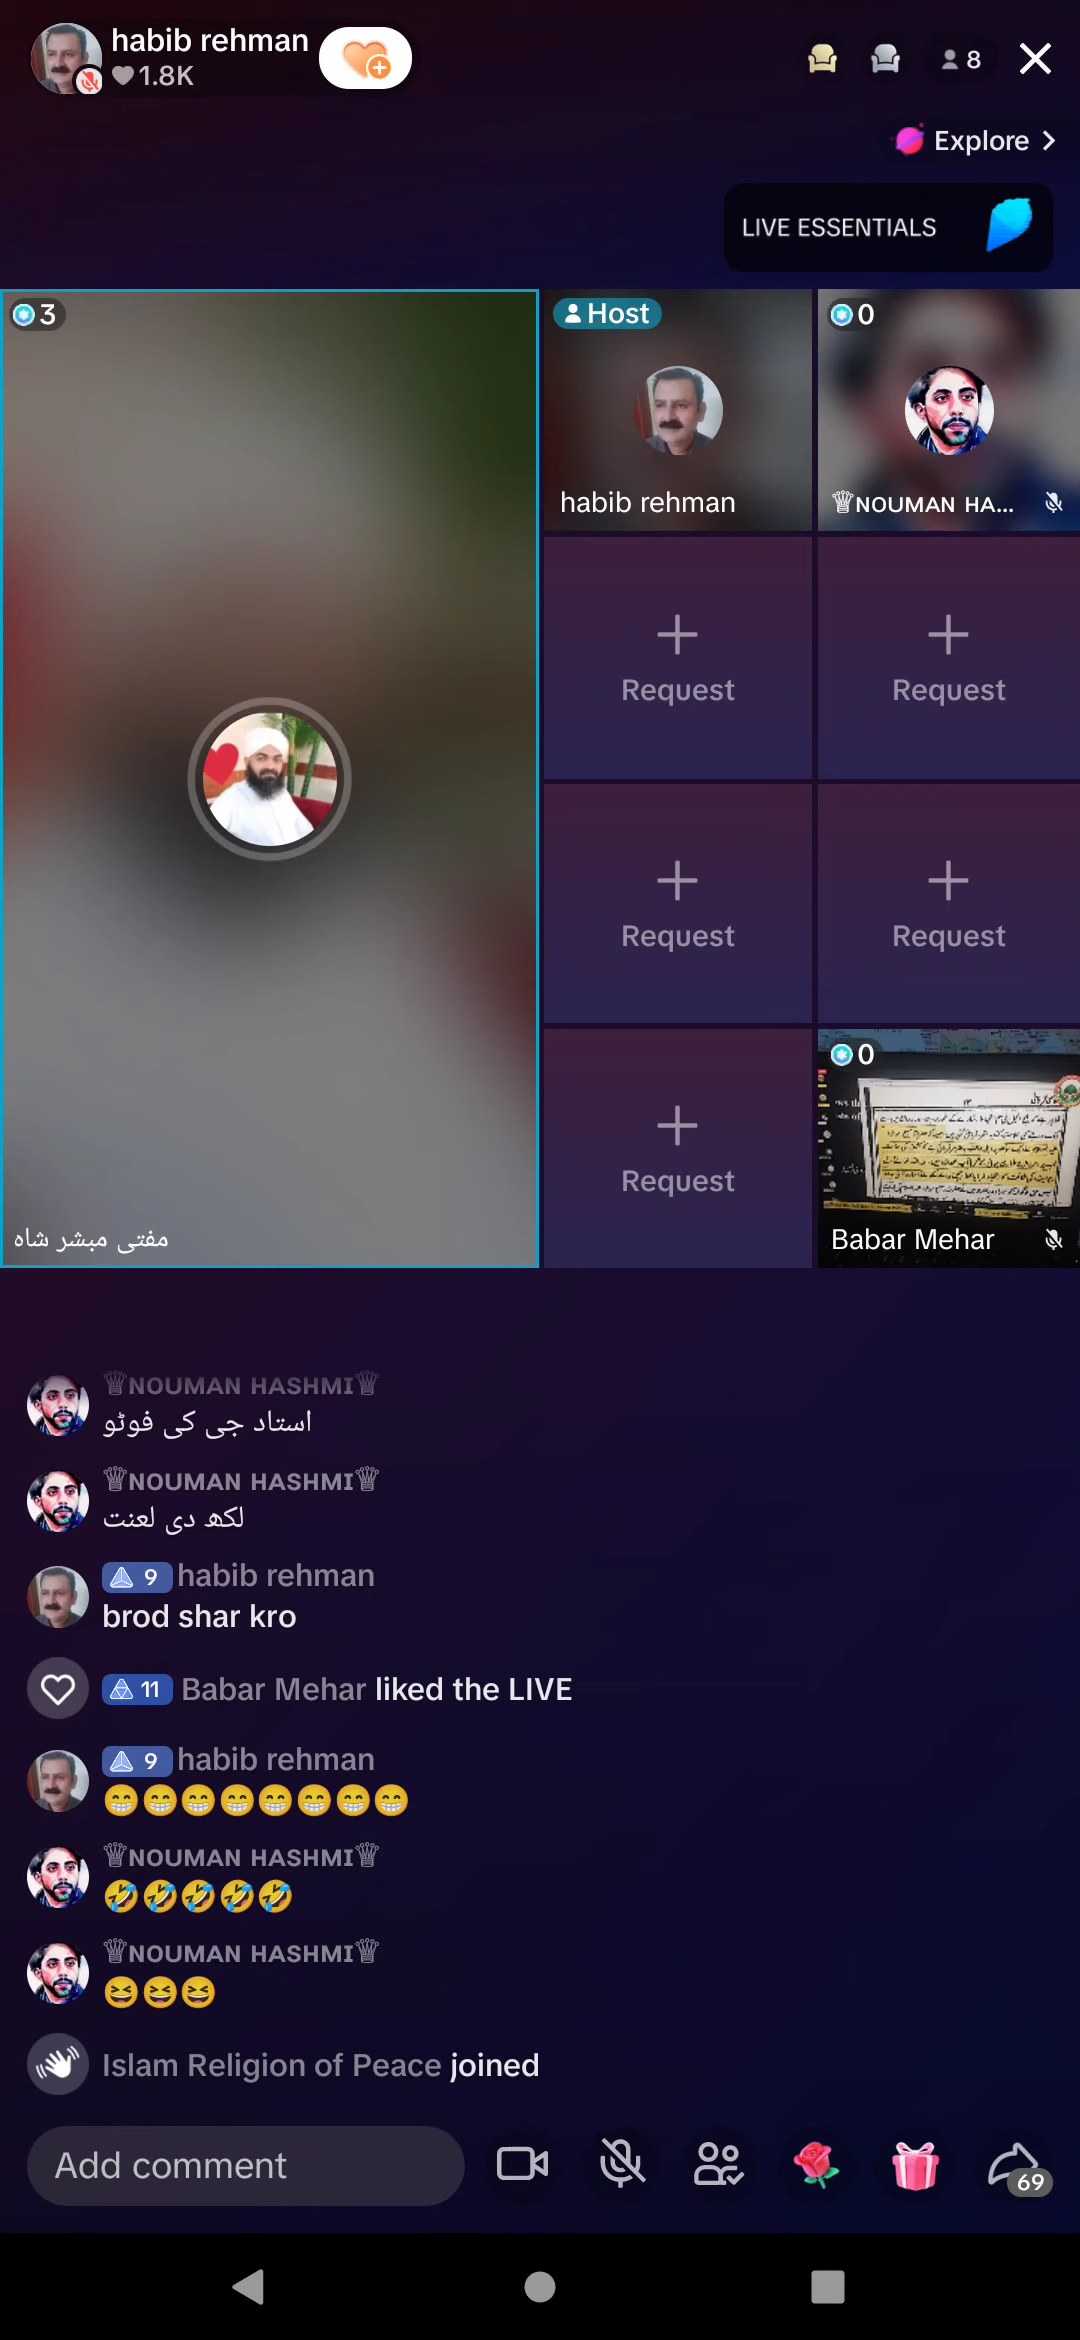 habib rehman
1.8K
8
Explore
LIVE ESSENTIALS
3
Host
0
habib rehman
♕NOUMAN HA...
Request
Request
Request
Request
Request
0
Babar Mehar
مفتی مبشر شاہ
♕NOUMAN HASHMI♕
استاد جی کی فوٹو
♕NOUMAN HASHMI♕
لکھ دی لعنت
9 habib rehman
brod shar kro
11 Babar Mehar liked the LIVE
9 habib rehman
😁😁😁😁😁😁😁😁
♕NOUMAN HASHMI♕
🤣🤣🤣🤣🤣
♕NOUMAN HASHMI♕
😆😆😆
Islam Religion of Peace joined
Add comment
69